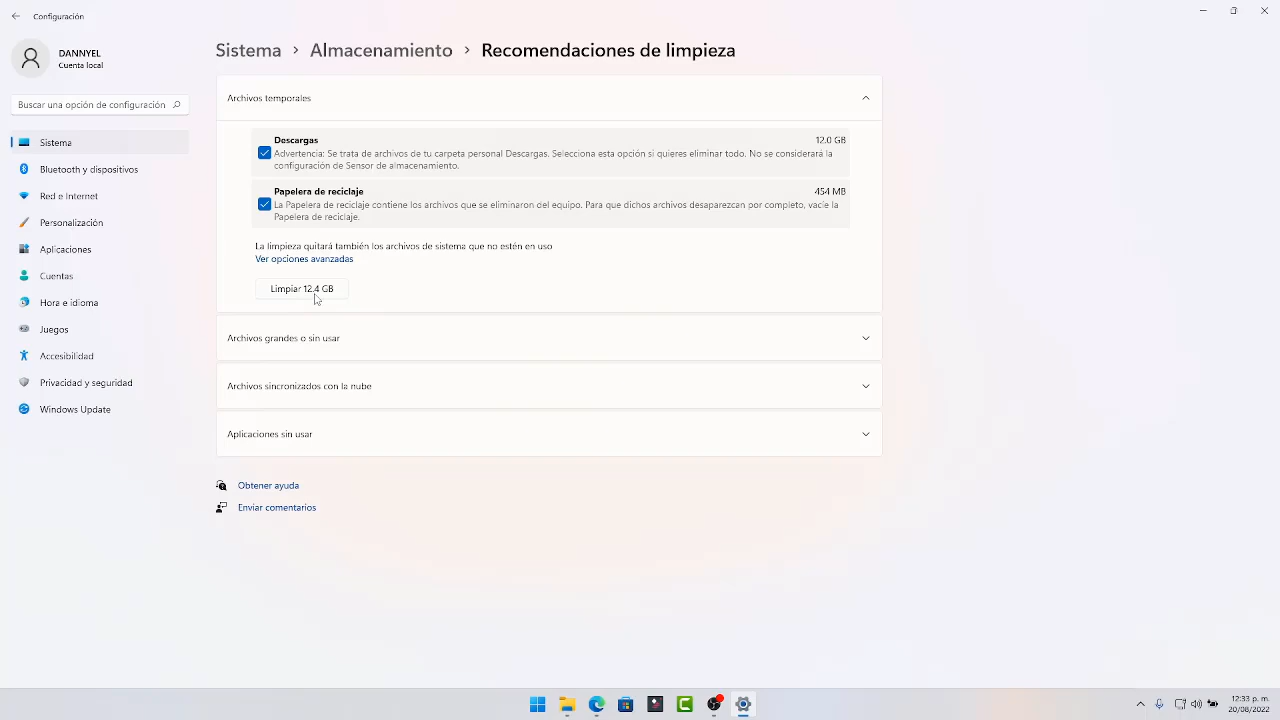 Configuración
DANNYEL
Cuenta local
Buscar una opción de configuración
Sistema
Bluetooth y dispositivos
Red e Internet
Personalización
Aplicaciones
Cuentas
Hora e idioma
Juegos
Accesibilidad
Privacidad y seguridad
Windows Update
Sistema > Almacenamiento > Recomendaciones de limpieza
Archivos temporales
Descargas 12.0 GB
Advertencia: Se trata de archivos de tu carpeta personal Descargas. Selecciona esta opción si quieres eliminar todo. No se considerará la
configuración de Sensor de almacenamiento.
Papelera de reciclaje 454 MB
La Papelera de reciclaje contiene los archivos que se eliminaron del equipo. Para que dichos archivos desaparezcan por completo, vacíe la
Papelera de reciclaje.
La limpieza quitará también los archivos de sistema que no estén en uso
Ver opciones avanzadas
Limpiar 12.4 GB
Archivos grandes o sin usar
Archivos sincronizados con la nube
Aplicaciones sin usar
Obtener ayuda
Enviar comentarios
12:33 p. m.
20/08/2022